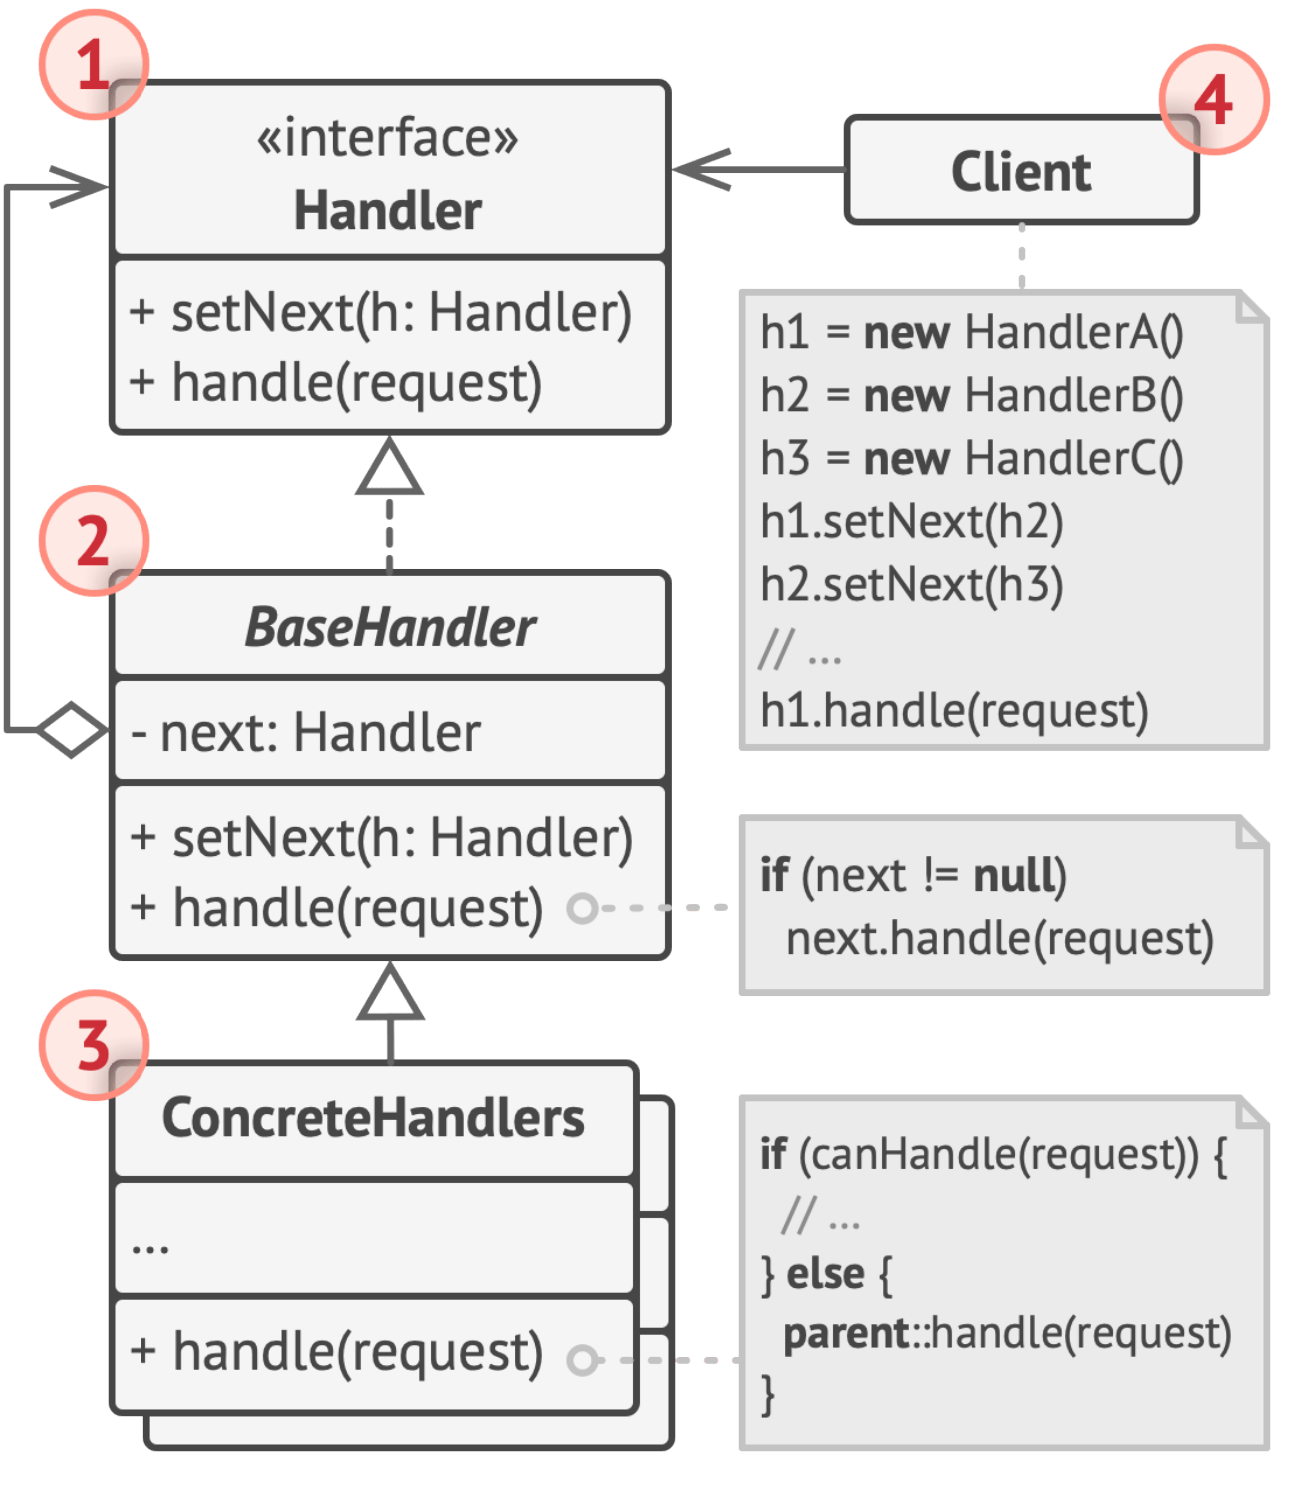 1
«interface»
Handler
+ setNext(h: Handler)
+ handle(request)
2
BaseHandler
- next: Handler
+ setNext(h: Handler)
+ handle(request)
3
ConcreteHandlers
...
+ handle(request)
4
Client
h1 = new HandlerA()
h2 = new HandlerB()
h3 = new HandlerC()
h1.setNext(h2)
h2.setNext(h3)
// ...
h1.handle(request)
if (next != null)
next.handle(request)
if (canHandle(request)) {
// ...
} else {
parent::handle(request)
}